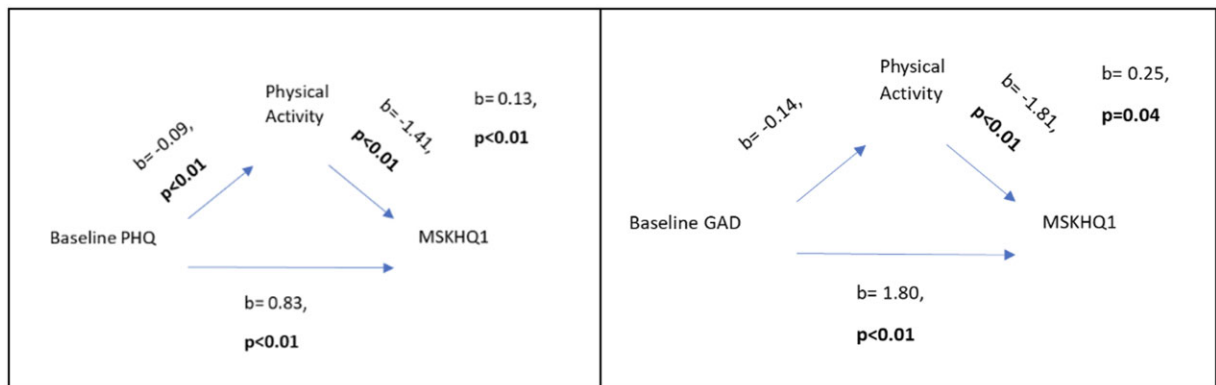 Physical
Activity
b= -0.09,
p<0.01
b= -1.41,
p<0.01
b= 0.13,
p<0.01
Baseline PHQ
MSKHQ1
b= 0.83,
p<0.01
Physical
Activity
b= -0.14,
b= -1.81,
p<0.01
b= 0.25,
p=0.04
Baseline GAD
MSKHQ1
b= 1.80,
p<0.01